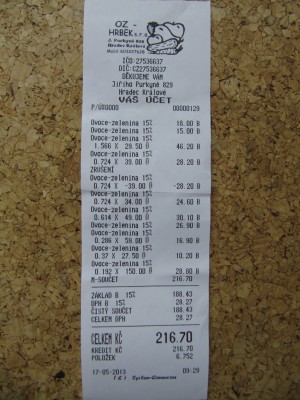 OZ -
HRBEK s.r.o.
J. Purkyně 829
Hradec Králové
IČO:27536637
DIČ:CZ27536637
DĚKUJEME VÁM
Jiřího Purkyně 829
Hradec Králové
VÁŠ ÚČET
P/Ú00000 00000129
Ovoce-zelenina 15% 18.00 B
Ovoce-zelenina 15% 15.00 B
Ovoce-zelenina 15%
1.566 X 29.50 @ 46.20 B
Ovoce-zelenina 15%
0.724 X 39.00 @ 28.20 B
ZRUŠENÍ
Ovoce-zelenina 15%
0.724 X -39.00 @ -28.20 B
Ovoce-zelenina 15%
0.724 X 34.00 @ 24.60 B
Ovoce-zelenina 15%
0.614 X 49.00 @ 30.10 B
Ovoce-zelenina 15% 26.90 B
Ovoce-zelenina 15%
0.286 X 59.00 @ 16.90 B
Ovoce-zelenina 15%
0.37 X 27.50 @ 10.20 B
Ovoce-zelenina 15%
0.192 X 150.00 @ 28.80 B
M-SOUČET 216.70
ZÁKLAD B 15% 188.43
DPH B 15% 28.27
ČISTÝ SOUČET 188.43
CELKEM DPH 28.27
CELKEM KČ 216.70
KREDIT KČ 216.70
POLOŽEK 6.752
17-05-2013 09:29